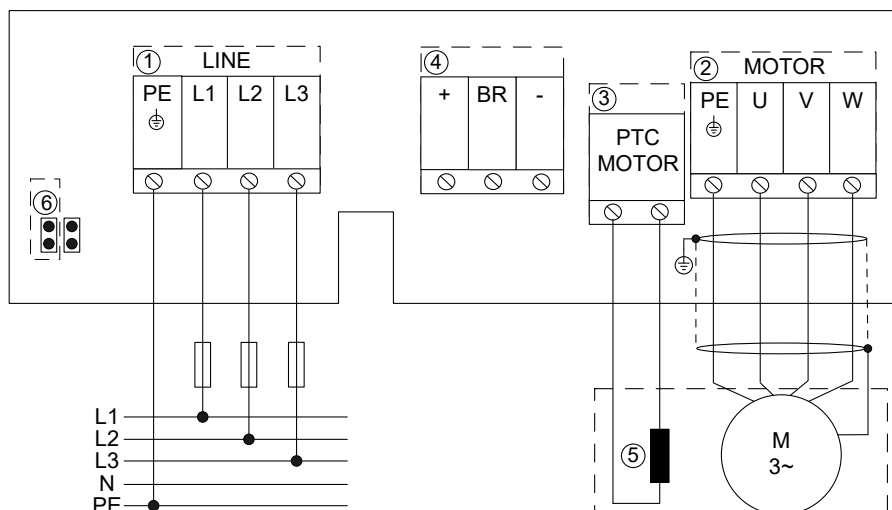 ① LINE
PE L1 L2 L3
④
+ BR -
③
PTC
MOTOR
② MOTOR
PE U V W
⑥
L1
L2
L3
N
PE
⑤
M
3~